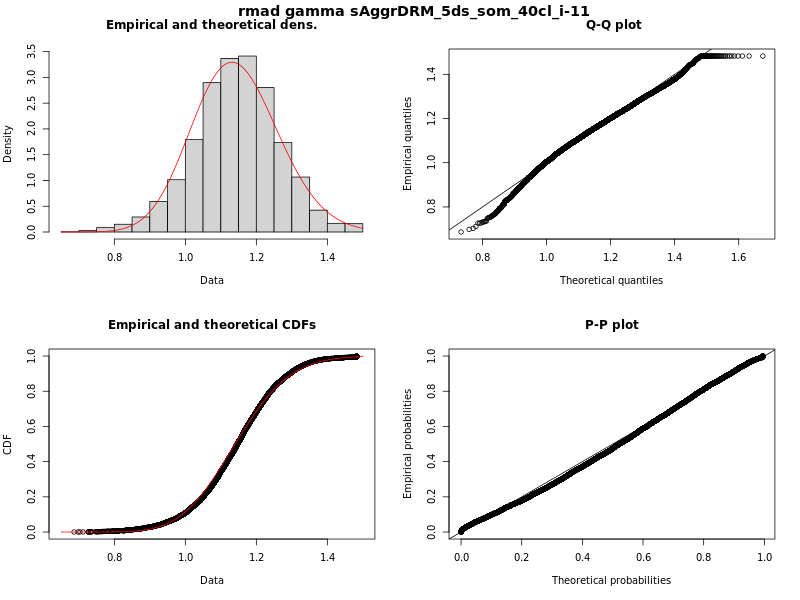 rmad gamma sAggrDRM_5ds_som_40cl_i-11
Empirical and theoretical dens.
Density
0.0 0.5 1.0 1.5 2.0 2.5 3.0 3.5
0.8 1.0 1.2 1.4
Data
Q-Q plot
Empirical quantiles
0.8 1.0 1.2 1.4
0.8 1.0 1.2 1.4 1.6
Theoretical quantiles
Empirical and theoretical CDFs
CDF
0.0 0.2 0.4 0.6 0.8 1.0
0.8 1.0 1.2 1.4
Data
P-P plot
Empirical probabilities
0.0 0.2 0.4 0.6 0.8 1.0
0.0 0.2 0.4 0.6 0.8 1.0
Theoretical probabilities